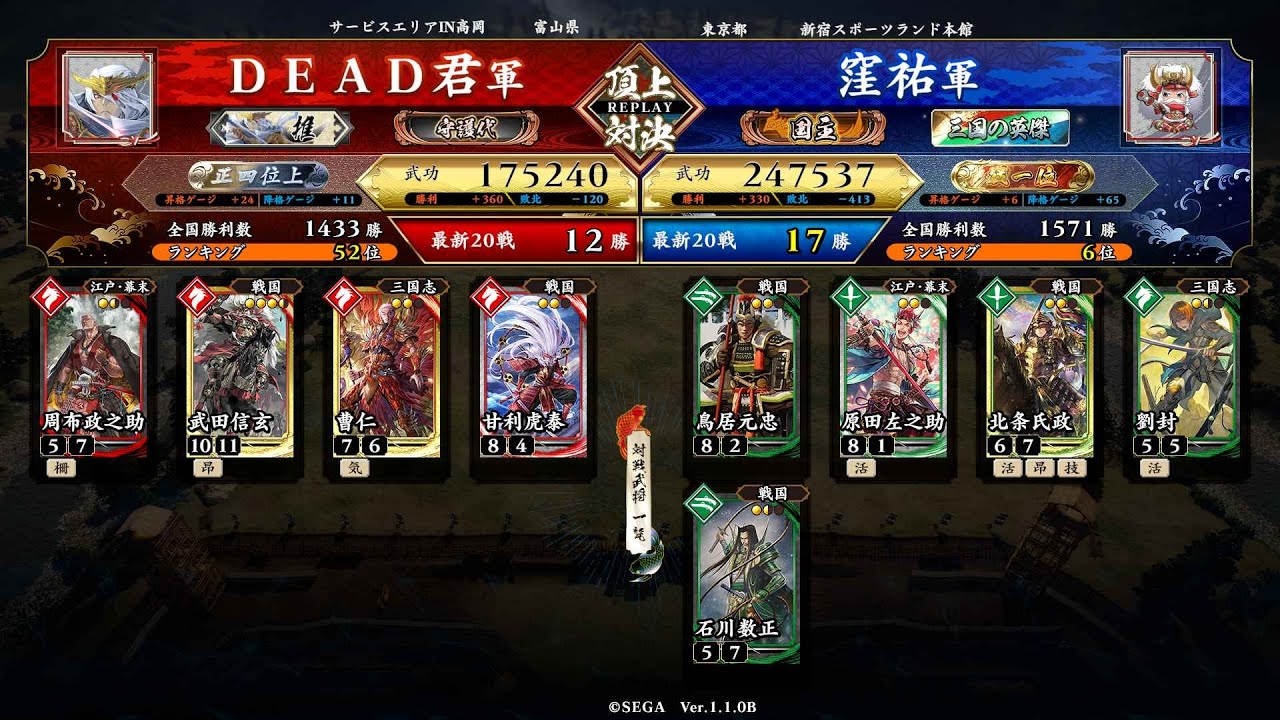 サービスエリアIN高岡 富山県 東京都 新宿スポーツランド本館
DEAD君軍
頂上
REPLAY
対決
窪祐軍
守護代
国主
三国の英傑
正四位上
武功 175240
勝利 +360 敗北 -120
武功 247537
勝利 +330 敗北 -413
昇格ゲージ +24 降格ゲージ +11
昇格ゲージ +6 降格ゲージ +65
全国勝利数 1433勝
ランキング 52位
最新20戦 12勝
最新20戦 17勝
全国勝利数 1571勝
ランキング 6位
江戸・幕末
周布政之助
5 7
柵
戦国
武田信玄
10 11
昴
三国志
曹仁
7 6
気
戦国
甘利虎泰
8 4
対戦武将一覧
戦国
鳥居元忠
8 2
江戸・幕末
原田左之助
8 1
活
戦国
北条氏政
6 7
活 昴 技
三国志
劉封
5 5
活
戦国
石川数正
5 7
©SEGA Ver.1.1.0B